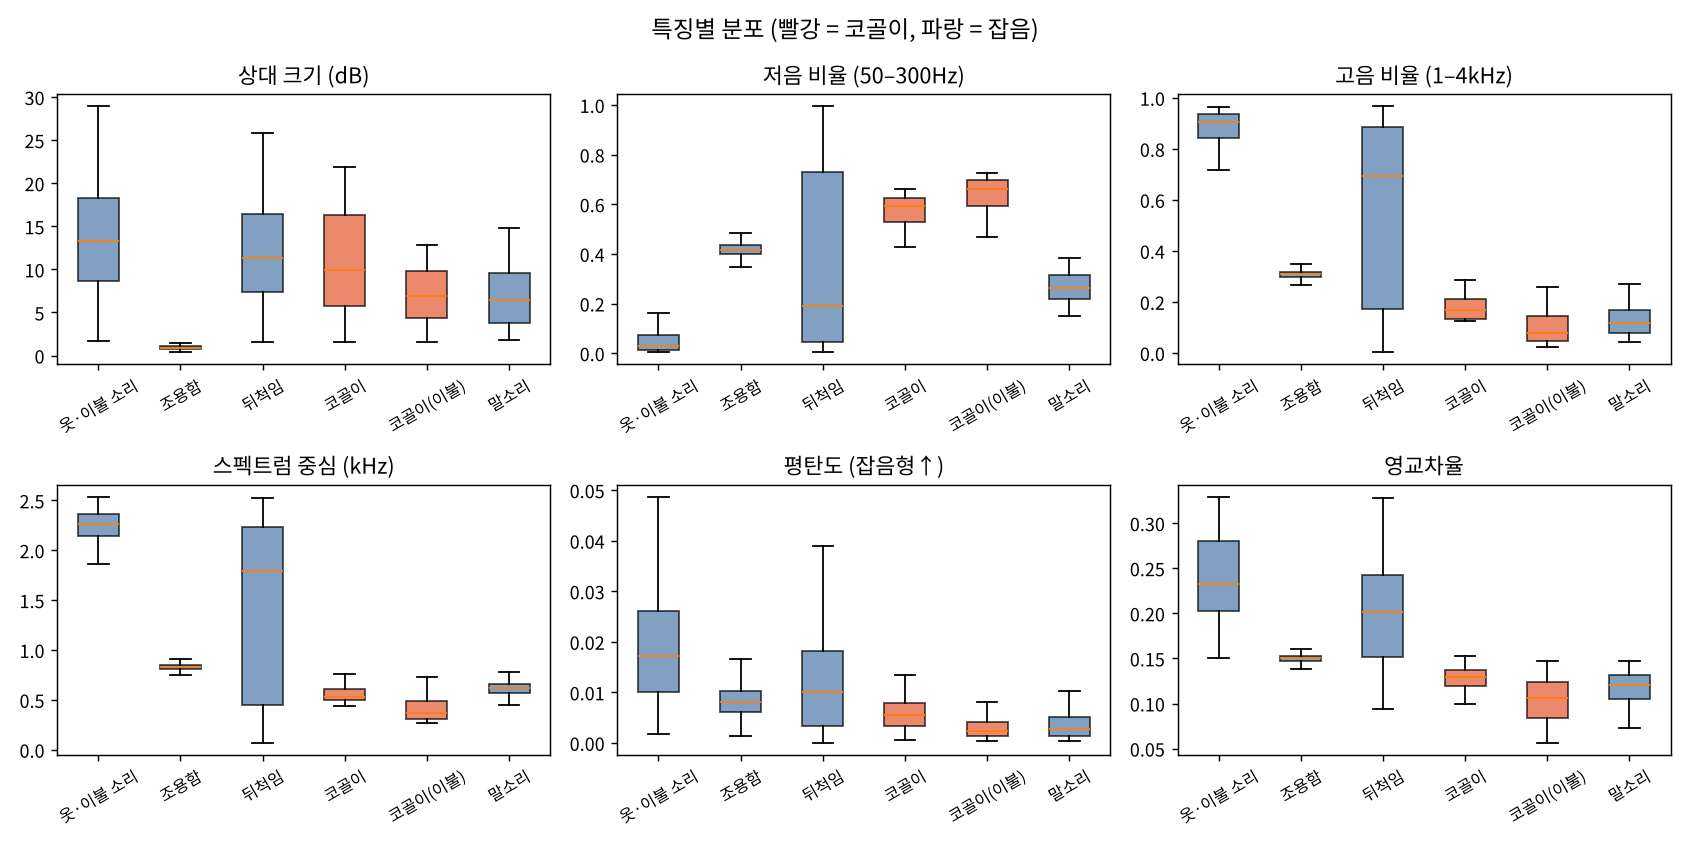 특징별 분포 (빨강 = 코골이, 파랑 = 잡음)
상대 크기 (dB)
30
25
20
15
10
5
0
옷·이불 소리
조용함
뒤척임
코골이
코골이(이불)
말소리
저음 비율 (50–300Hz)
1.0
0.8
0.6
0.4
0.2
0.0
옷·이불 소리
조용함
뒤척임
코골이
코골이(이불)
말소리
고음 비율 (1–4kHz)
1.0
0.8
0.6
0.4
0.2
0.0
옷·이불 소리
조용함
뒤척임
코골이
코골이(이불)
말소리
스펙트럼 중심 (kHz)
2.5
2.0
1.5
1.0
0.5
0.0
옷·이불 소리
조용함
뒤척임
코골이
코골이(이불)
말소리
평탄도 (잡음형↑)
0.05
0.04
0.03
0.02
0.01
0.00
옷·이불 소리
조용함
뒤척임
코골이
코골이(이불)
말소리
영교차율
0.30
0.25
0.20
0.15
0.10
0.05
옷·이불 소리
조용함
뒤척임
코골이
코골이(이불)
말소리